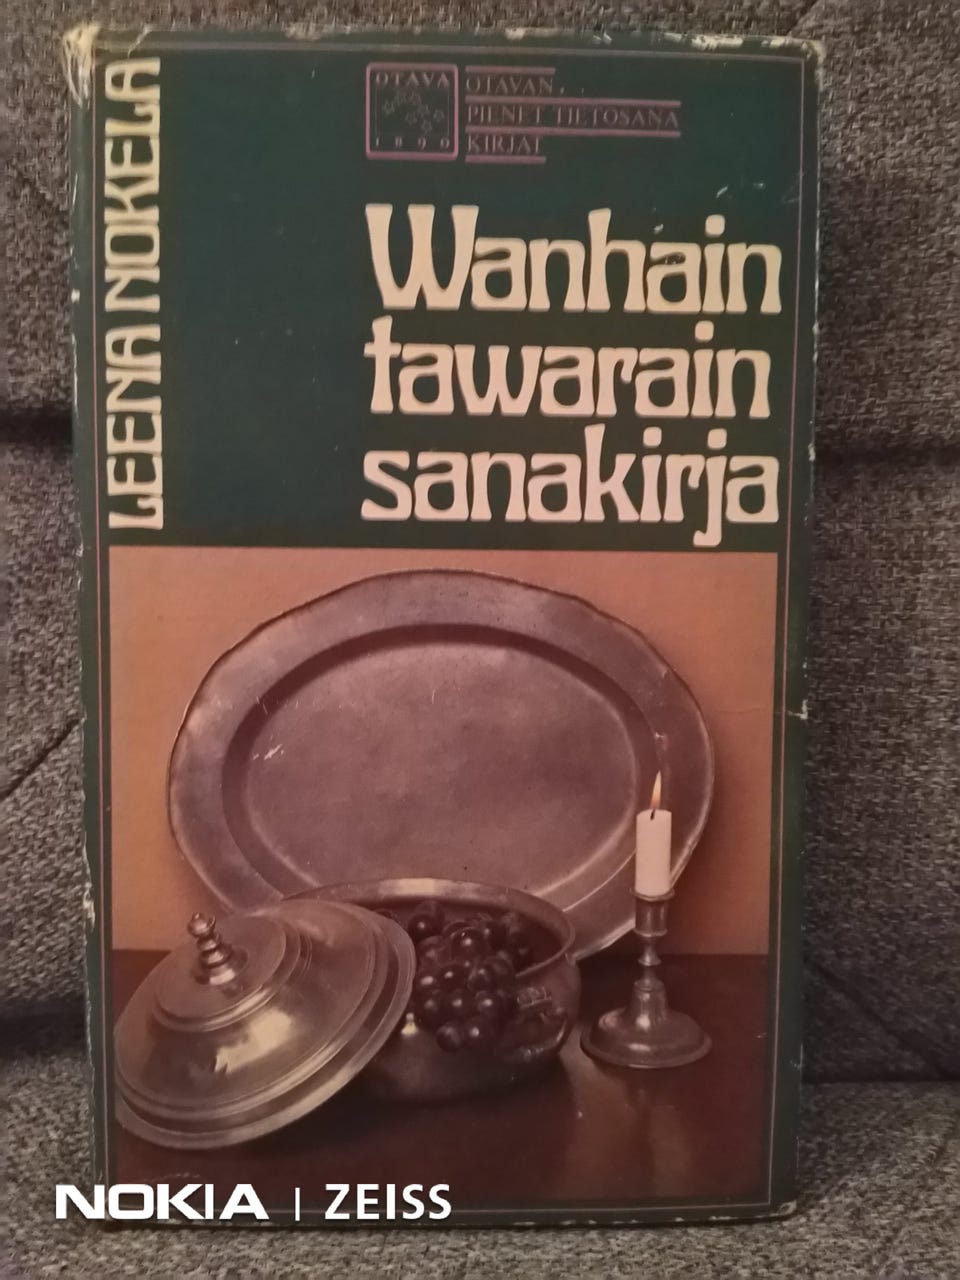 LEENA NOKELA
OTAVA
1890
OTAVAN
PIENET TIETOSANA
KIRJAT
Wanhain
tawarain
sanakirja
NOKIA | ZEISS